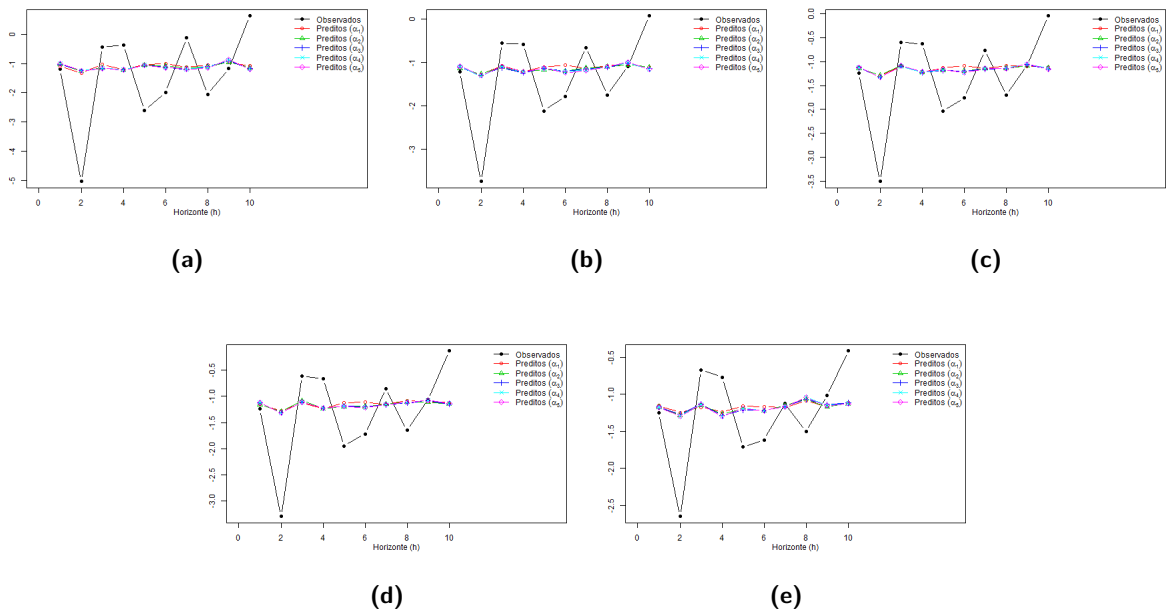 0
-1
-2
-3
-4
-5
0 2 4 6 8 10
Horizonte (h)
Observados
Preditos (α1)
Preditos (α2)
Preditos (α3)
Preditos (α4)
Preditos (α5)
(a)
0
-1
-2
-3
0 2 4 6 8 10
Horizonte (h)
Observados
Preditos (α1)
Preditos (α2)
Preditos (α3)
Preditos (α4)
Preditos (α5)
(b)
0.0
-0.5
-1.0
-1.5
-2.0
-2.5
-3.0
-3.5
0 2 4 6 8 10
Horizonte (h)
Observados
Preditos (α1)
Preditos (α2)
Preditos (α3)
Preditos (α4)
Preditos (α5)
(c)
-0.5
-1.0
-1.5
-2.0
-2.5
-3.0
0 2 4 6 8 10
Horizonte (h)
Observados
Preditos (α1)
Preditos (α2)
Preditos (α3)
Preditos (α4)
Preditos (α5)
(d)
-0.5
-1.0
-1.5
-2.0
-2.5
0 2 4 6 8 10
Horizonte (h)
Observados
Preditos (α1)
Preditos (α2)
Preditos (α3)
Preditos (α4)
Preditos (α5)
(e)